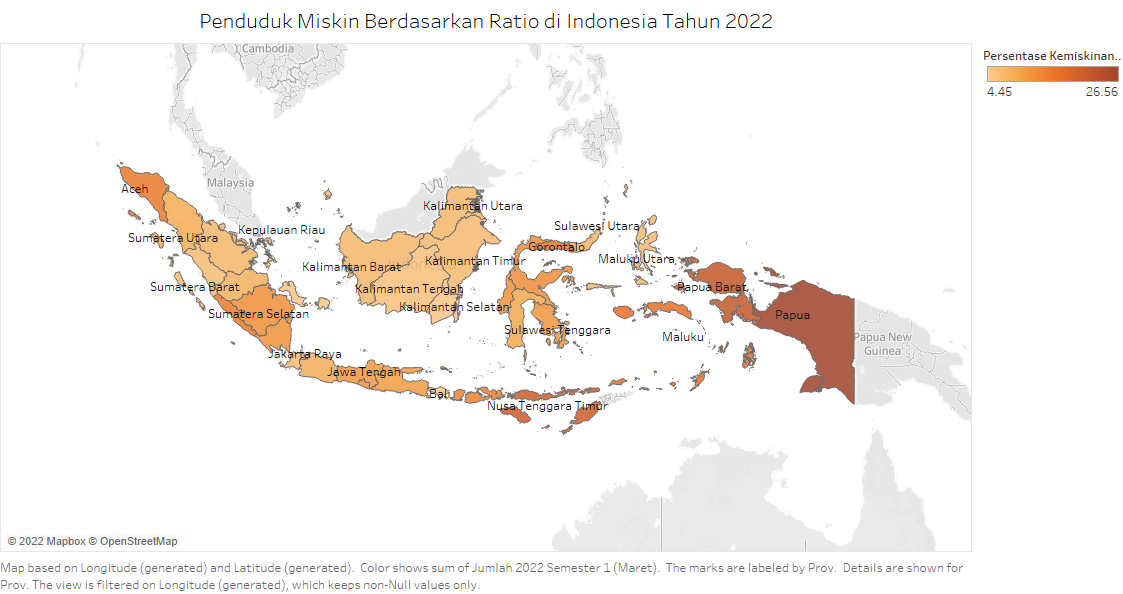 Penduduk Miskin Berdasarkan Ratio di Indonesia Tahun 2022
Persentase Kemiskinan..
4.45 26.56
Cambodia
Malaysia
Aceh
Kalimantan Utara
Sumatera Utara
Kepulauan Riau
Sulawesi Utara
Gorontalo
Kalimantan Barat
Kalimantan Timur
Maluku Utara
Sumatera Barat
Kalimantan Tengah
Papua Barat
Kalimantan Selatan
Sumatera Selatan
Papua
Sulawesi Tenggara
Maluku
Papua New
Guinea
Jakarta Raya
Jawa Tengah
Bali
Nusa Tenggara Timur
© 2022 Mapbox © OpenStreetMap
Map based on Longitude (generated) and Latitude (generated). Color shows sum of Jumlah 2022 Semester 1 (Maret). The marks are labeled by Prov. Details are shown for
Prov. The view is filtered on Longitude (generated), which keeps non-Null values only.